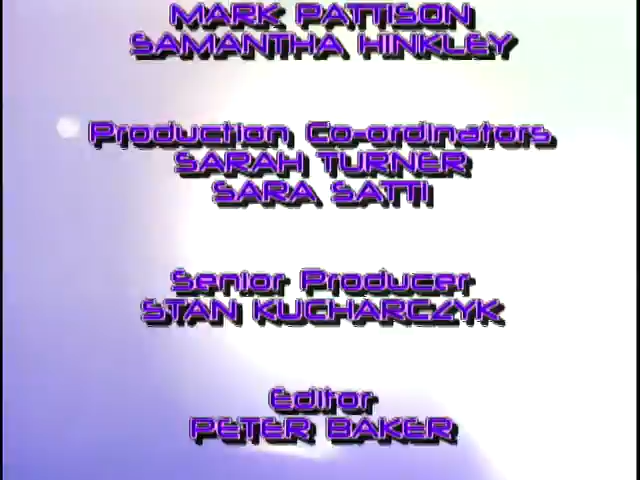 MARK PATTISON
SAMANTHA HINKLEY
Production Co-ordinators
SARAH TURNER
SARA SATTI
Senior Producer
STAN KUCHARCZYK
Editor
PETER BAKER